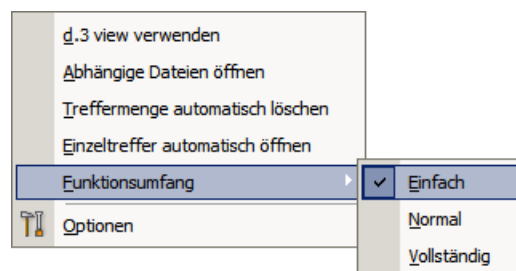 d.3 view verwenden
Abhängige Dateien öffnen
Treffermenge automatisch löschen
Einzeltreffer automatisch öffnen
Funktionsumfang
Optionen
Einfach
Normal
Vollständig